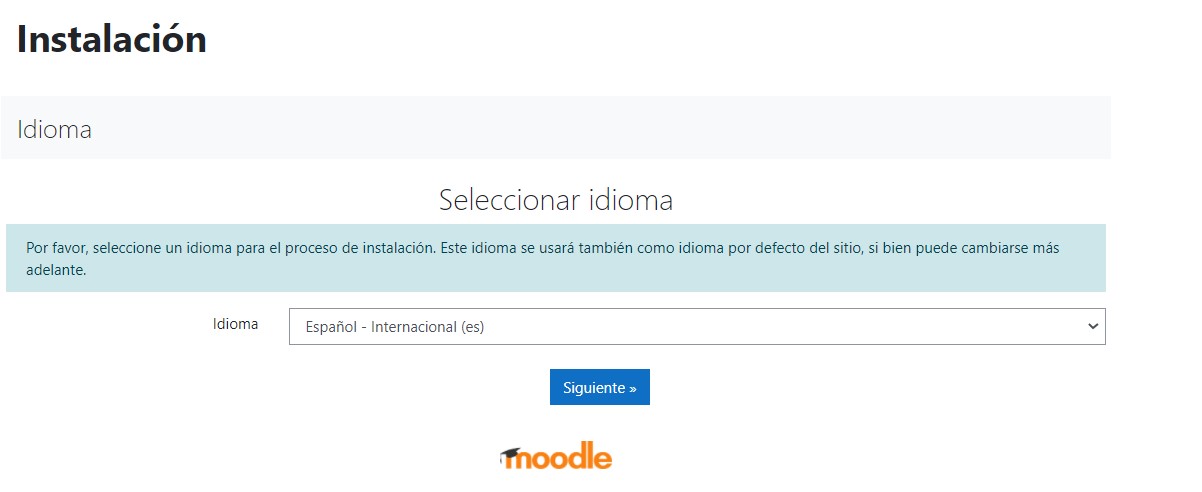 Instalación
Idioma
Seleccionar idioma
Por favor, seleccione un idioma para el proceso de instalación. Este idioma se usará también como idioma por defecto del sitio, si bien puede cambiarse más
adelante.
Idioma
Español - Internacional (es)
Siguiente »
moodle